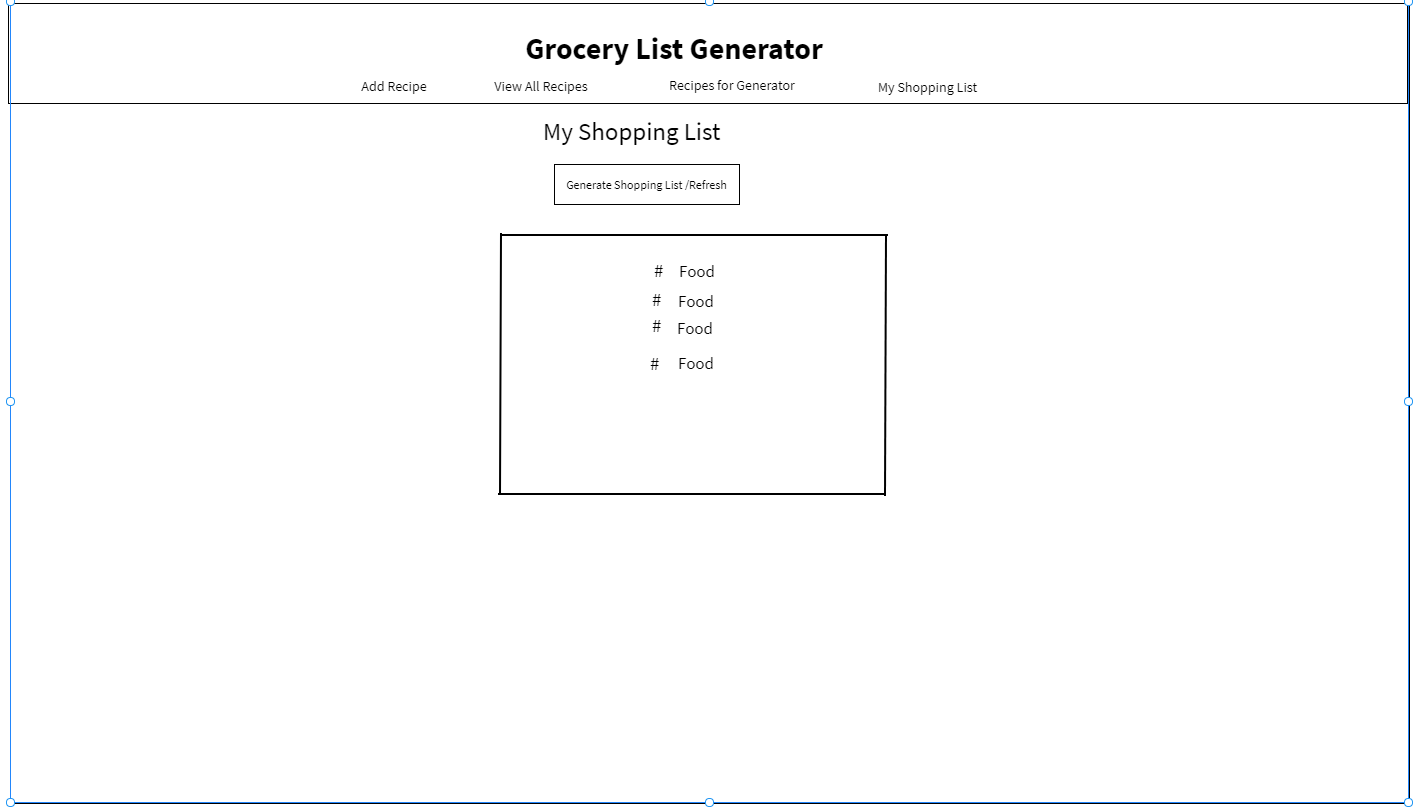 Grocery List Generator
Add Recipe View All Recipes Recipes for Generator My Shopping List
My Shopping List
Generate Shopping List /Refresh
# Food
# Food
# Food
# Food